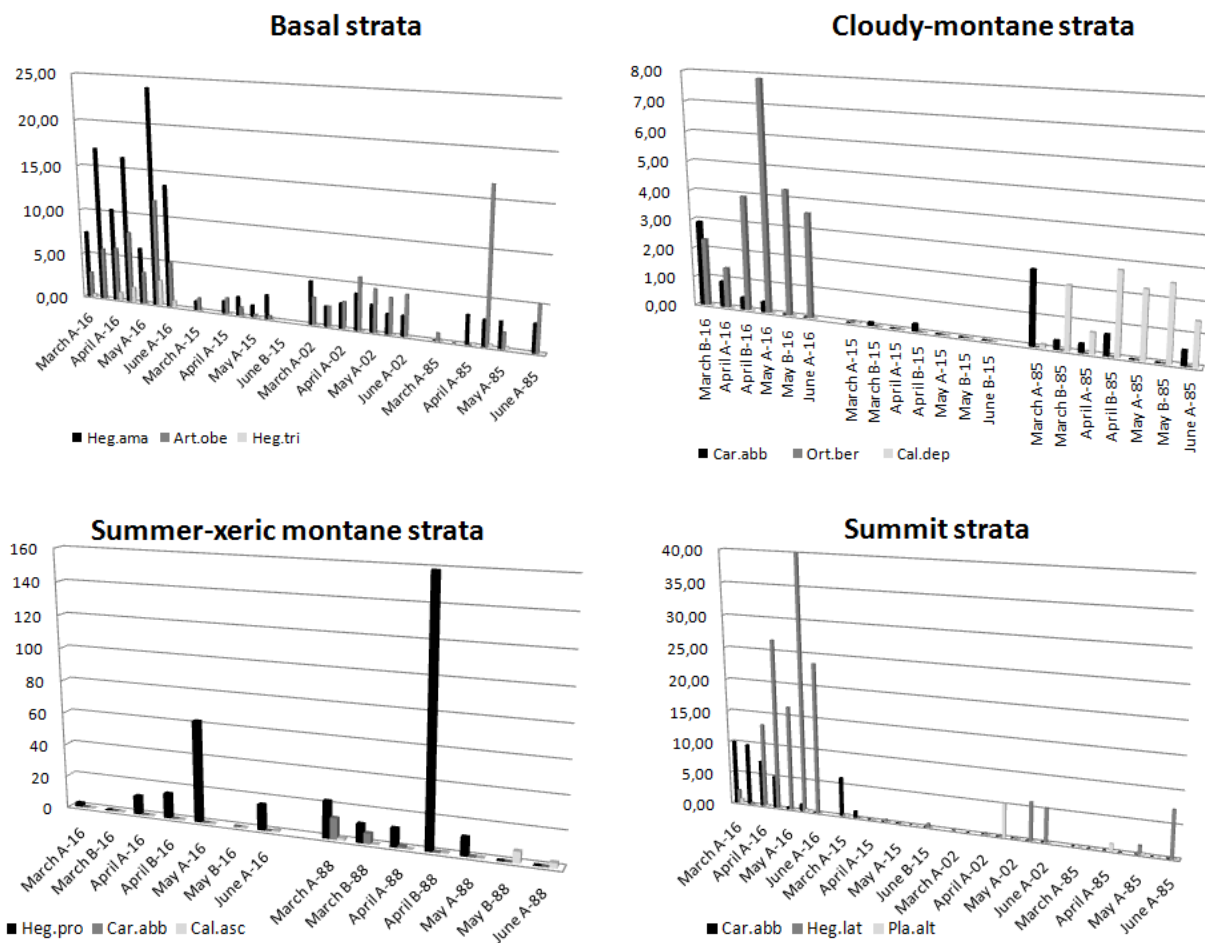 Basal strata
25,00
20,00
15,00
10,00
5,00
0,00
March A-16
April A-16
May A-16
June A-16
March A-15
April A-15
May A-15
June B-15
March A-02
April A-02
May A-02
June A-02
March A-85
April A-85
May A-85
June A-85
Heg.ama Art.obe Heg.tri
Cloudy-montane strata
8,00
7,00
6,00
5,00
4,00
3,00
2,00
1,00
0,00
March B-16
April A-16
April B-16
May A-16
May B-16
June A-16
March A-15
March B-15
April A-15
April B-15
May A-15
May B-15
June B-15
March A-85
March B-85
April A-85
April B-85
May A-85
May B-85
June A-85
Car.abb Ort.ber Cal.dep
Summer-xeric montane strata
160
140
120
100
80
60
40
20
0
March A-16
March B-16
April A-16
April B-16
May A-16
May B-16
June A-16
March A-88
March B-88
April A-88
April B-88
May A-88
May B-88
June A-88
Heg.pro Car.abb Cal.asc
Summit strata
40,00
35,00
30,00
25,00
20,00
15,00
10,00
5,00
0,00
March A-16
April A-16
May A-16
June A-16
March A-15
April A-15
May A-15
June B-15
March A-02
April A-02
May A-02
June A-02
March A-85
April A-85
May A-85
June A-85
Car.abb Heg.lat Pla.alt